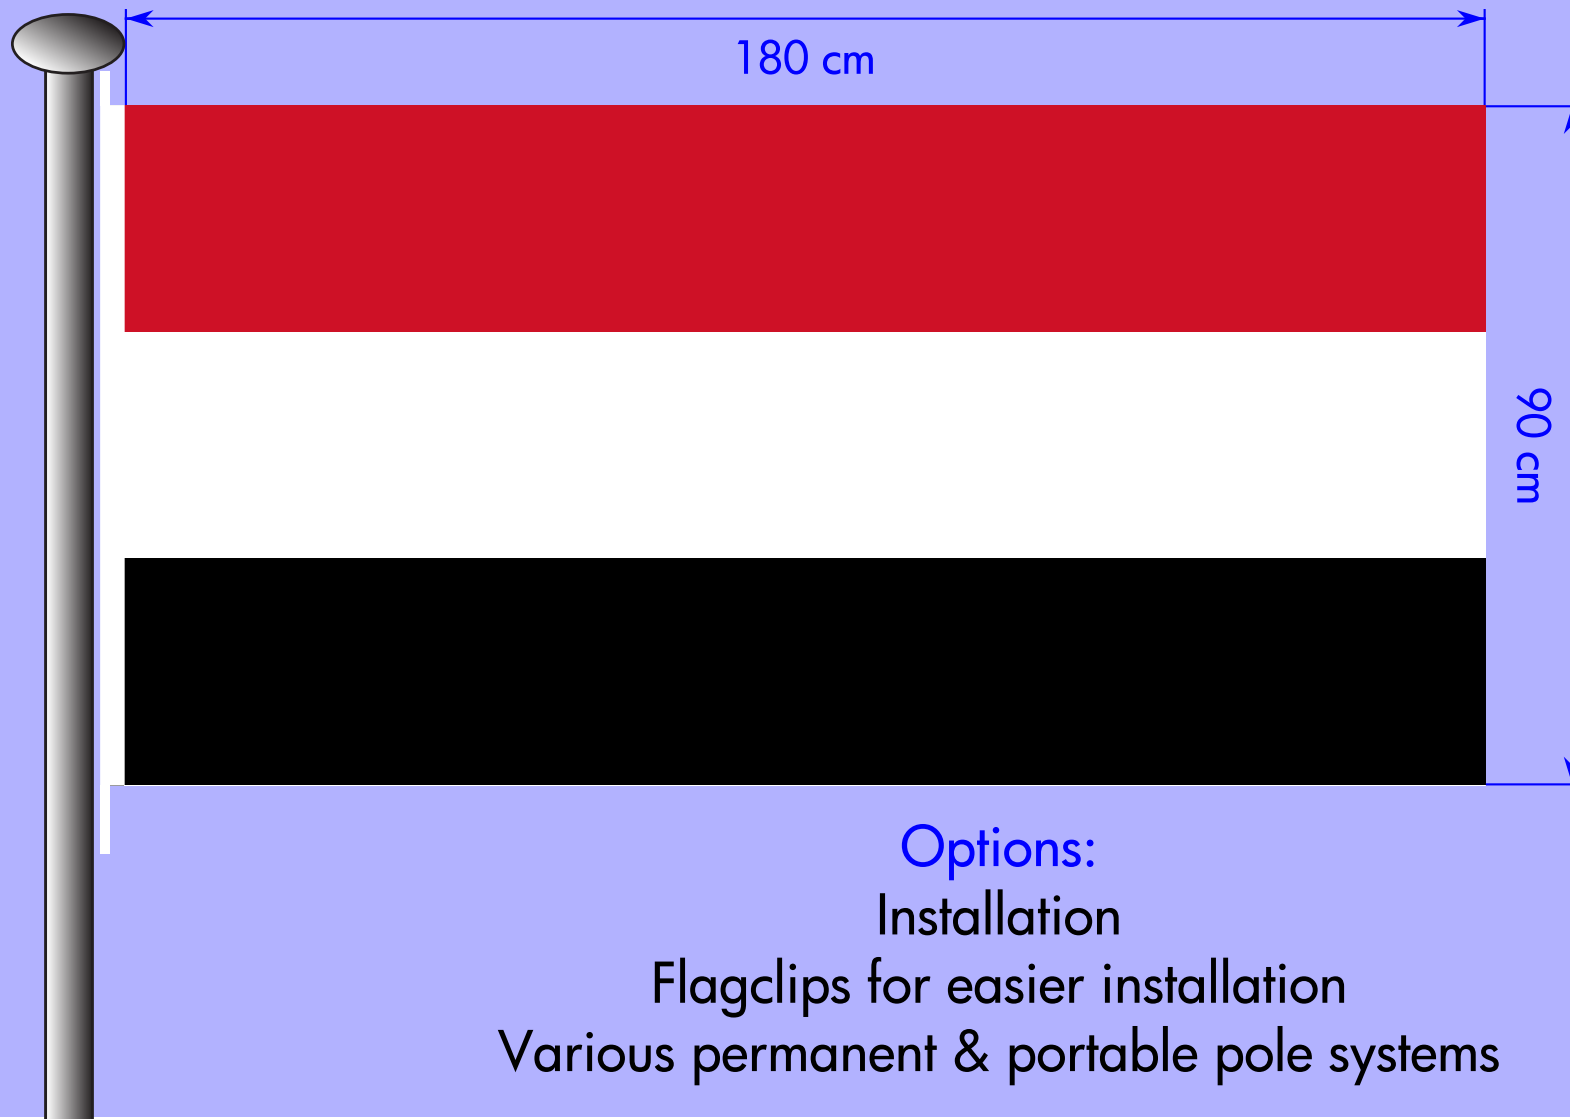 180 cm
90 cm
Options:
Installation
Flagclips for easier installation
Various permanent & portable pole systems